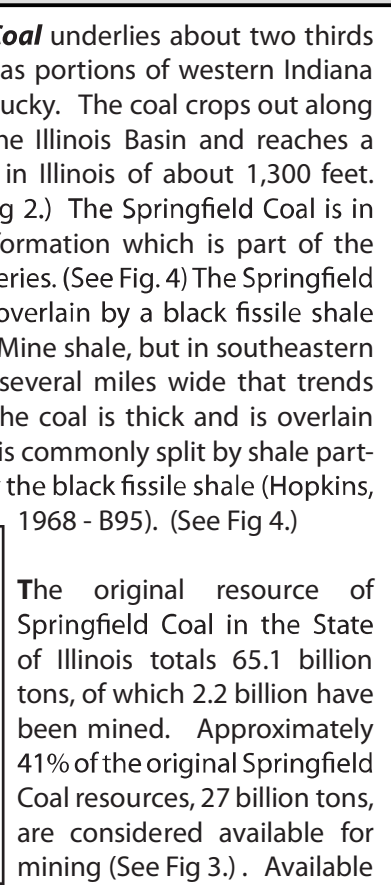 Coal underlies about two thirds
as portions of western Indiana
ucky. The coal crops out along
he Illinois Basin and reaches a
in Illinois of about 1,300 feet.
g 2.) The Springfield Coal is in
ormation which is part of the
eries. (See Fig. 4) The Springfield
overlain by a black fissile shale
Mine shale, but in southeastern
several miles wide that trends
he coal is thick and is overlain
is commonly split by shale part-
the black fissile shale (Hopkins,
1968 - B95). (See Fig 4.)
The original resource of
Springfield Coal in the State
of Illinois totals 65.1 billion
tons, of which 2.2 billion have
been mined. Approximately
41% of the original Springfield
Coal resources, 27 billion tons,
are considered available for
mining (See Fig 3.) . Available